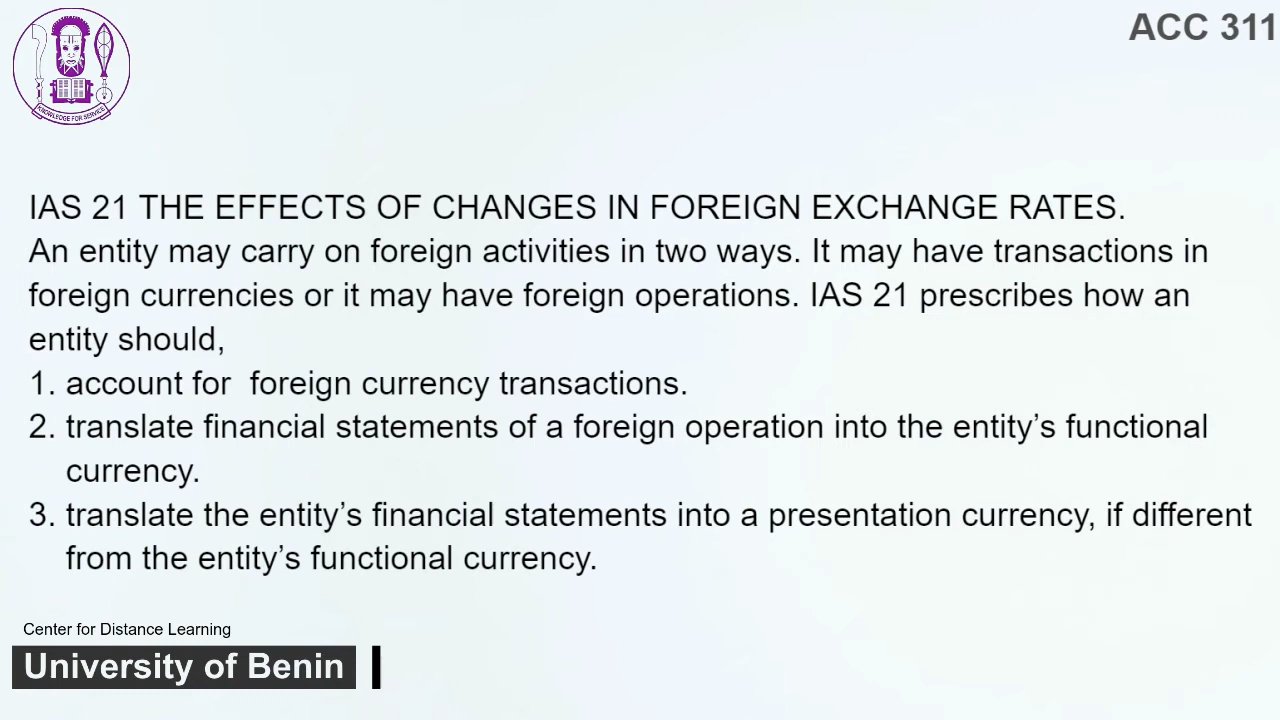 ACC 311
KNOWLEDGE FOR SERVICE
IAS 21 THE EFFECTS OF CHANGES IN FOREIGN EXCHANGE RATES.
An entity may carry on foreign activities in two ways. It may have transactions in
foreign currencies or it may have foreign operations. IAS 21 prescribes how an
entity should,
1. account for  foreign currency transactions.
2. translate financial statements of a foreign operation into the entity’s functional
currency.
3. translate the entity’s financial statements into a presentation currency, if different
from the entity’s functional currency.
Center for Distance Learning
University of Benin